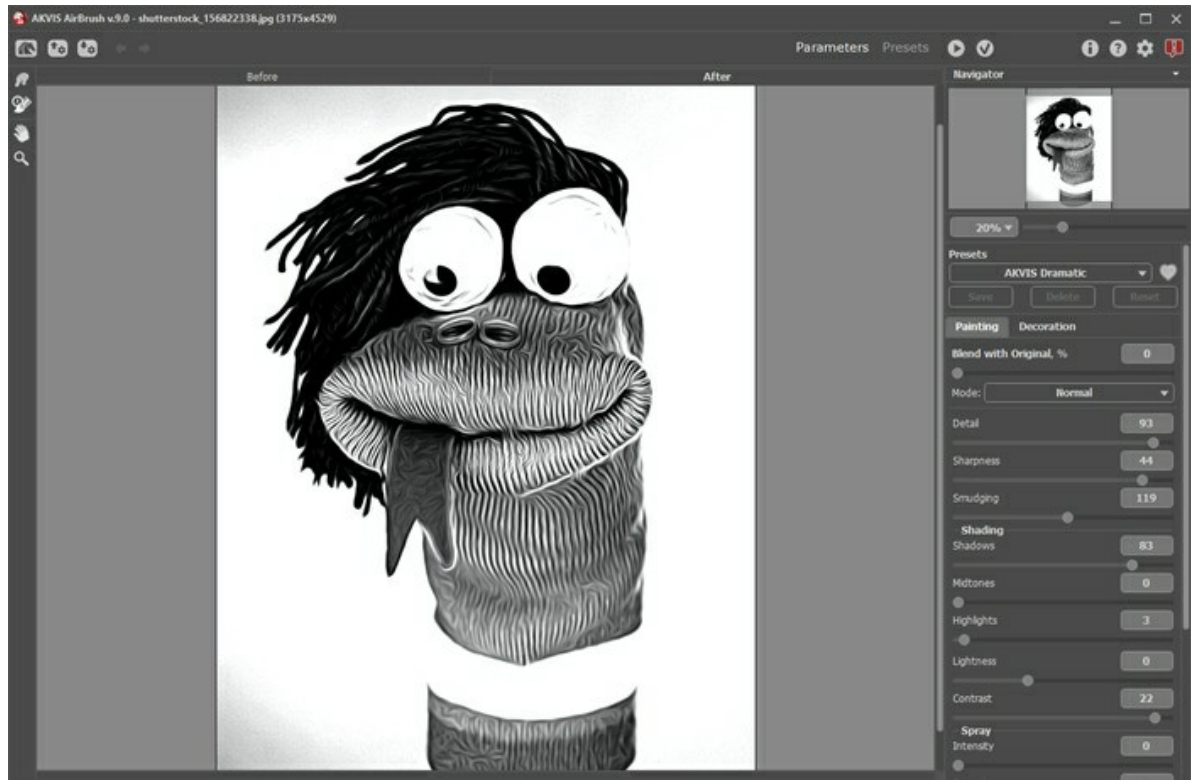 AKVIS AirBrush v.9.0 - shutterstock_156822338.jpg (3175x4529)
Parameters Presets
Before After
Navigator
20%
Presets
AKVIS Dramatic
Save Delete Reset
Painting Decoration
Blend with Original, % 0
Mode: Normal
Detail 93
Sharpness 44
Smudging 119
Shading
Shadows 83
Midtones 0
Highlights 3
Lightness 0
Contrast 22
Spray
Intensity 0